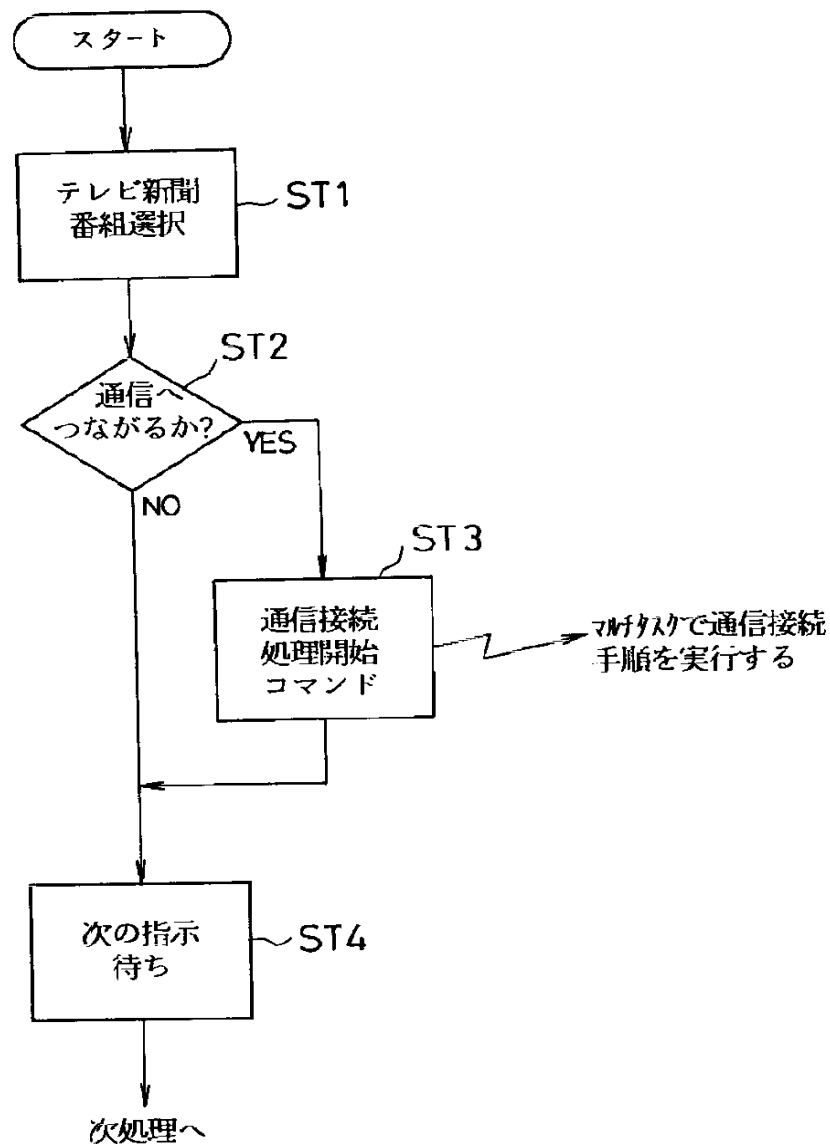 スタート
テレビ新聞
番組選択
ST1
ST2
通信へ
つながるか?
YES
NO
ST3
通信接続
処理開始
コマンド
マルチタスクで通信接続
手順を実行する
次の指示
待ち
ST4
次処理へ